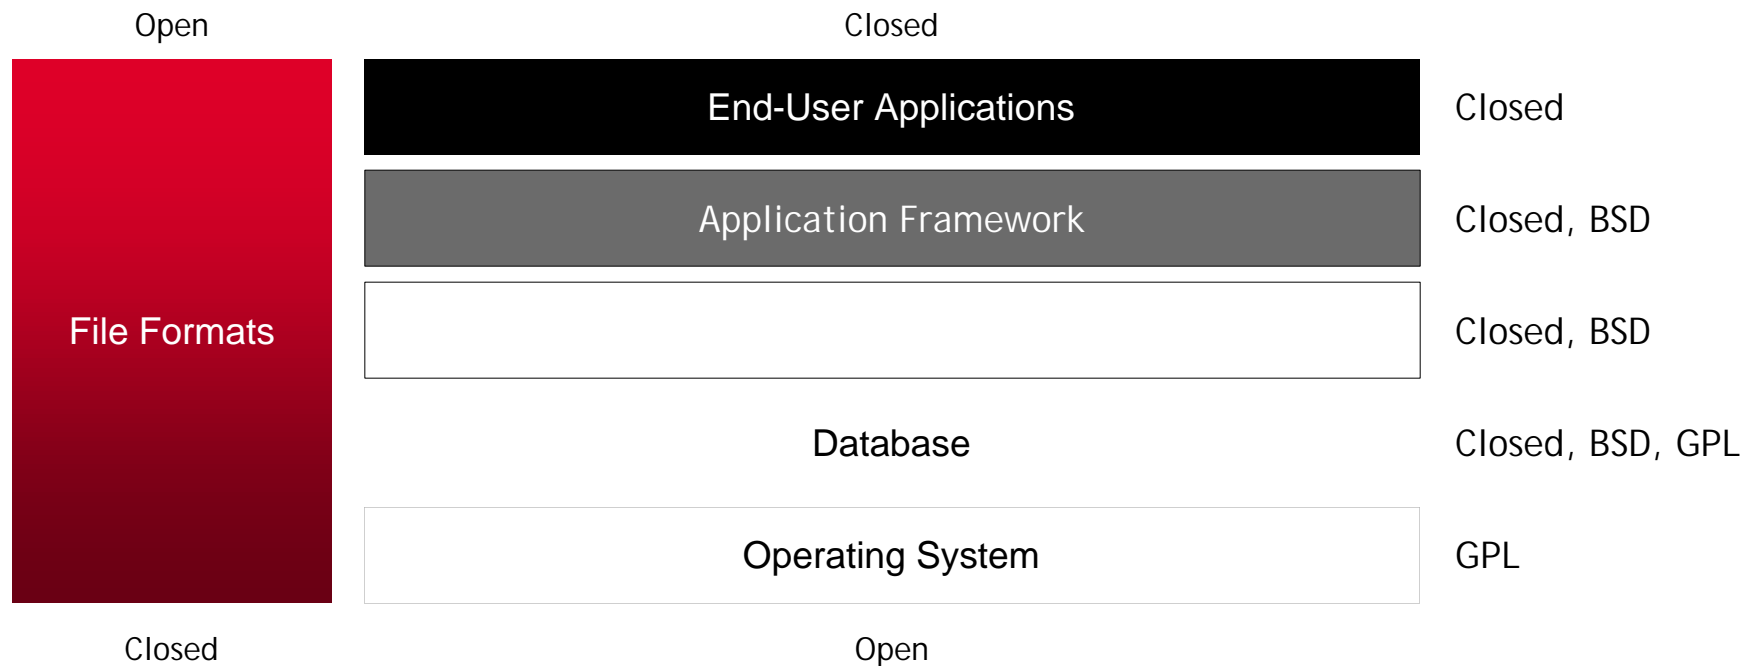 Open
Closed
End-User Applications
Closed
Application Framework
Closed, BSD
File Formats
Closed, BSD
Database
Closed, BSD, GPL
Operating System
GPL
Closed
Open